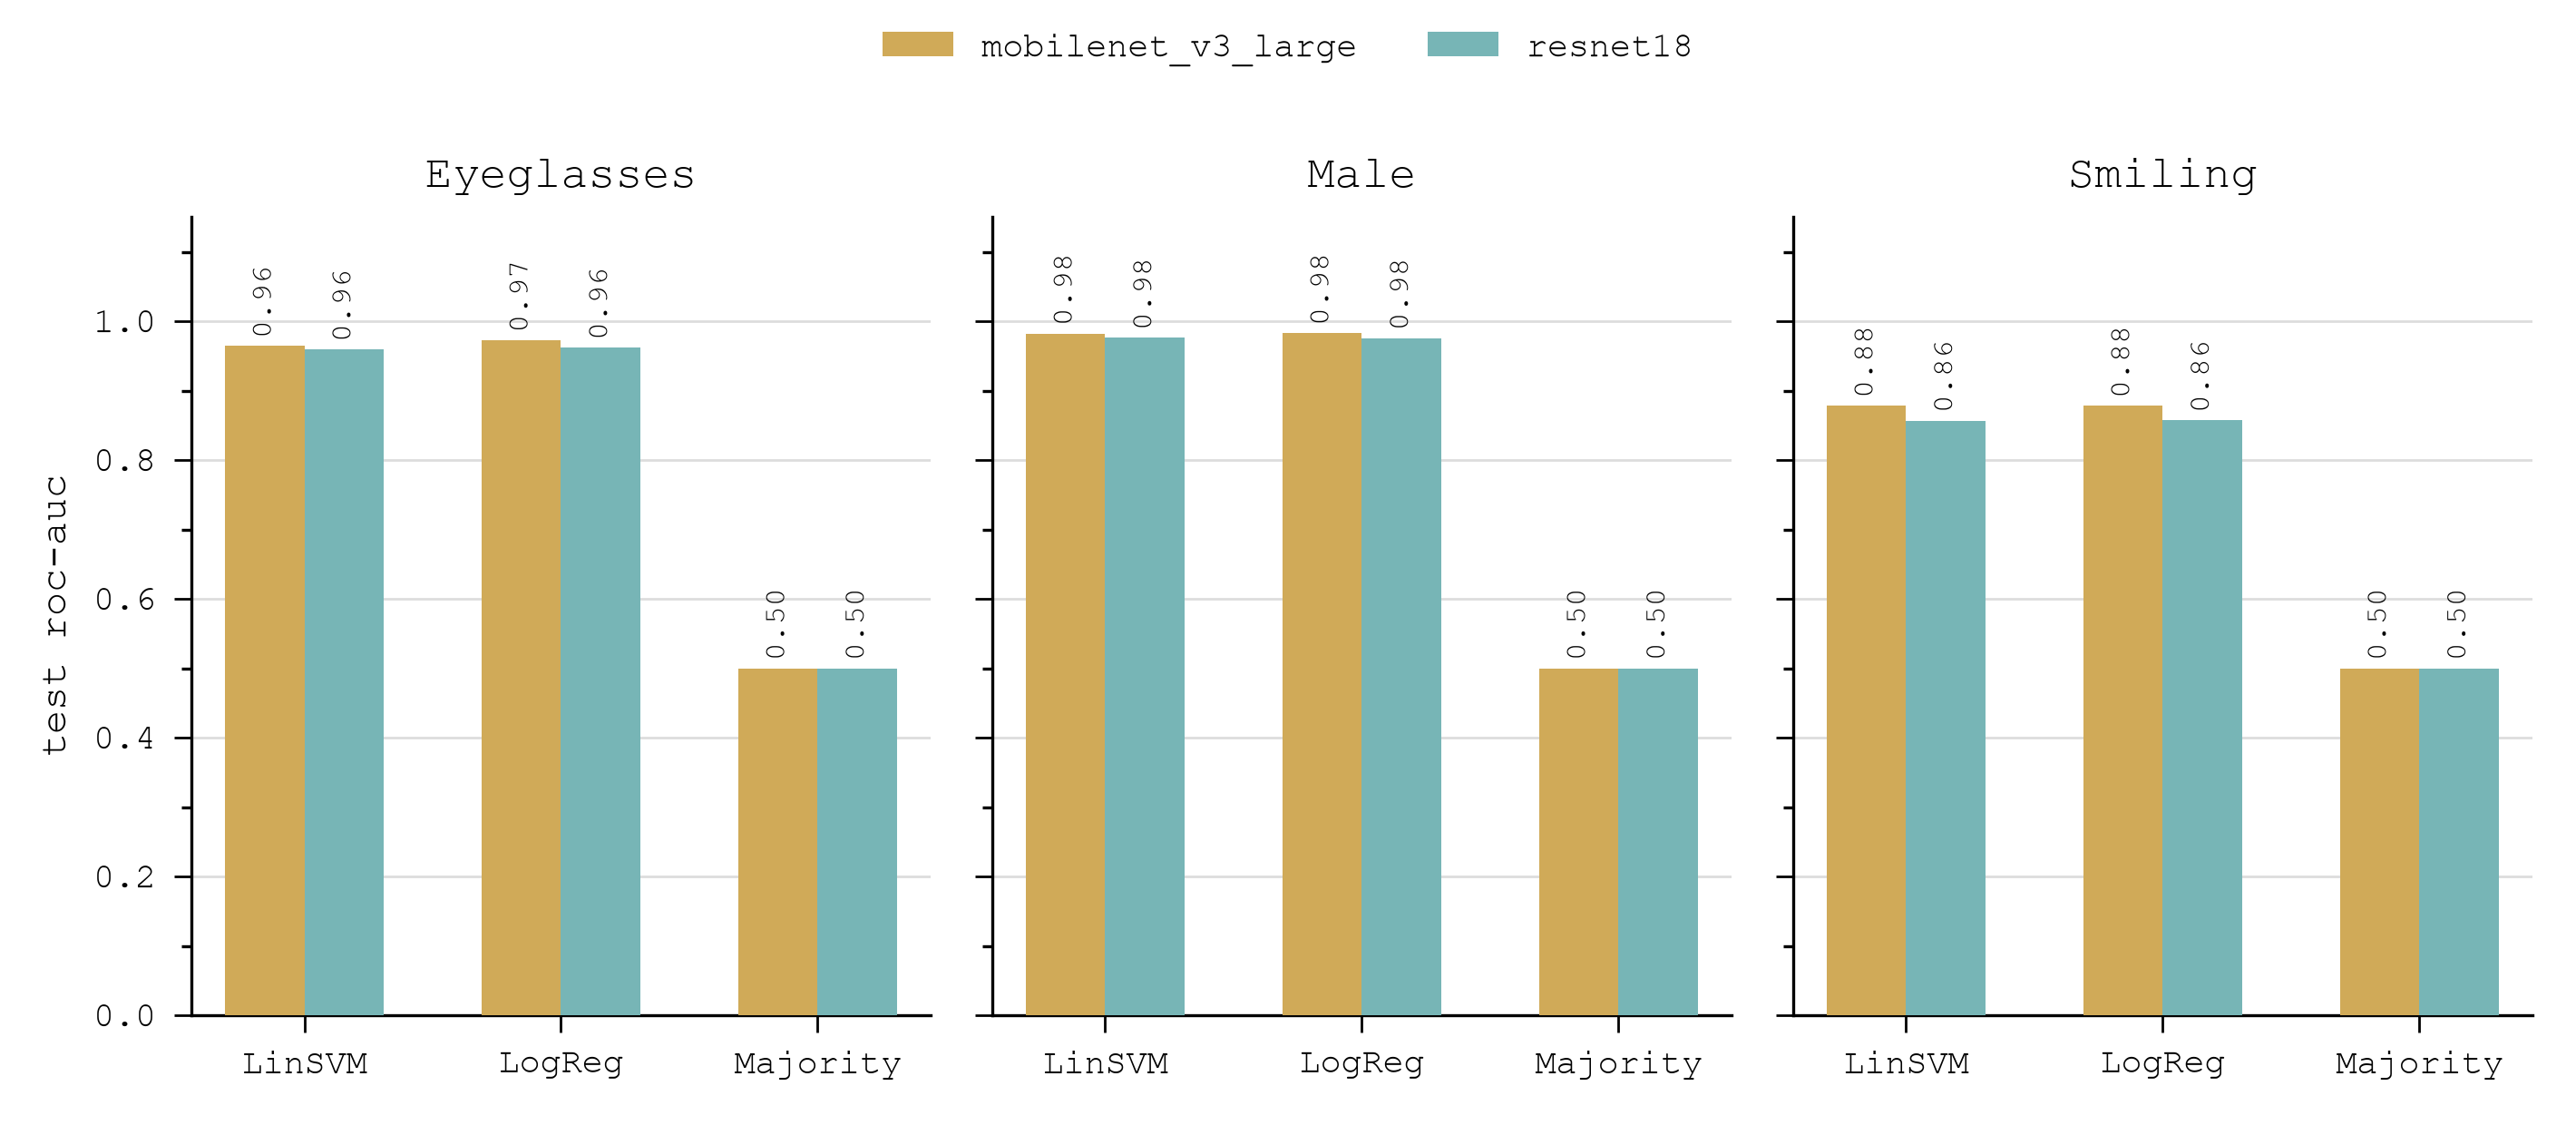 mobilenet_v3_large resnet18
Eyeglasses Male Smiling
test roc-auc
1.0
0.8
0.6
0.4
0.2
0.0
0.96 0.96 0.97 0.96 0.50 0.50
0.98 0.98 0.98 0.98 0.50 0.50
0.88 0.86 0.88 0.86 0.50 0.50
LinSVM LogReg Majority
LinSVM LogReg Majority
LinSVM LogReg Majority